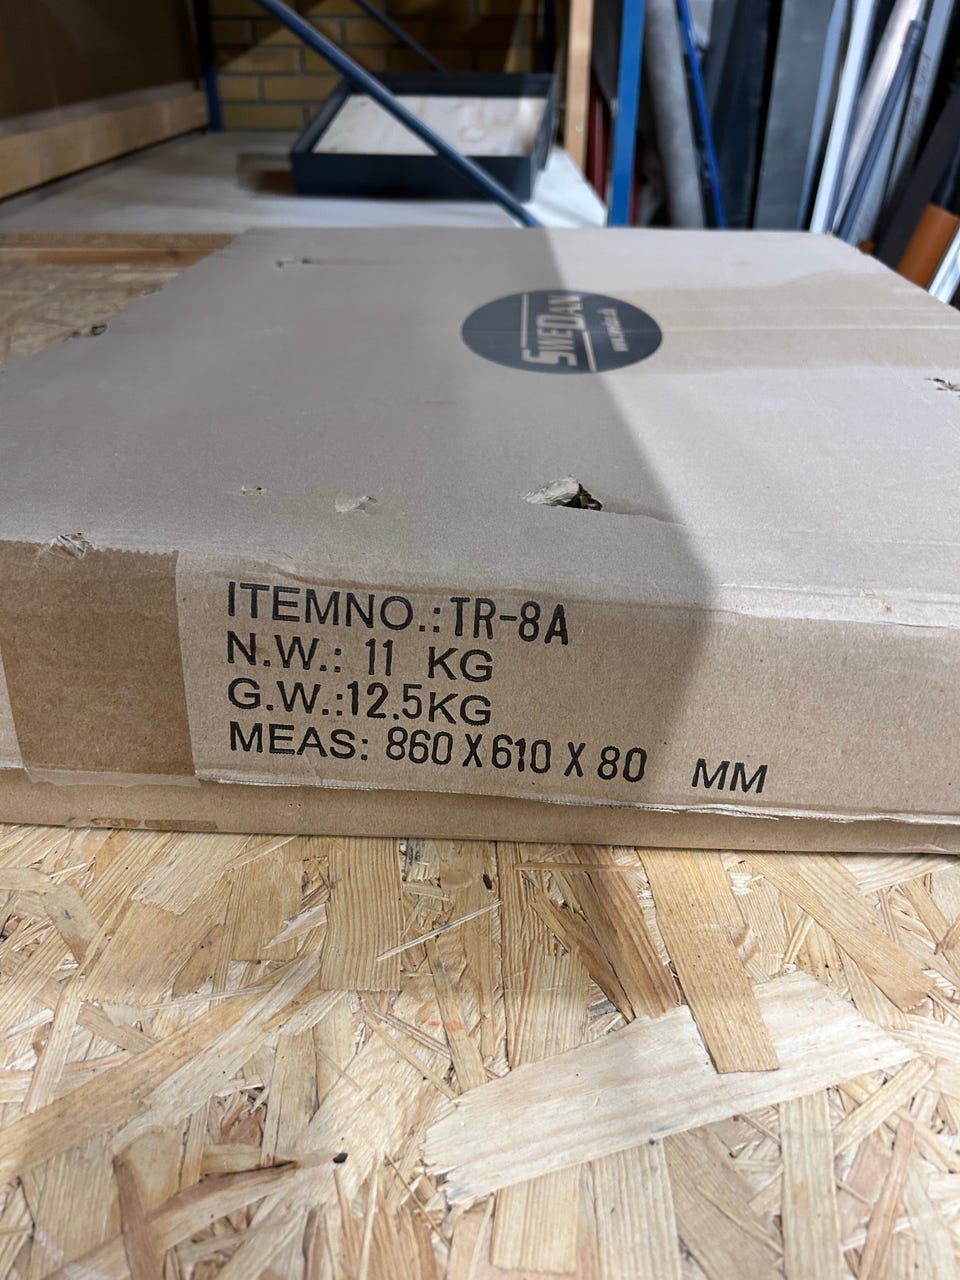 SWEDAN
ITEMNO.:TR-8A
N.W.: 11 KG
G.W.:12.5KG
MEAS: 860 X 610 X 80 MM